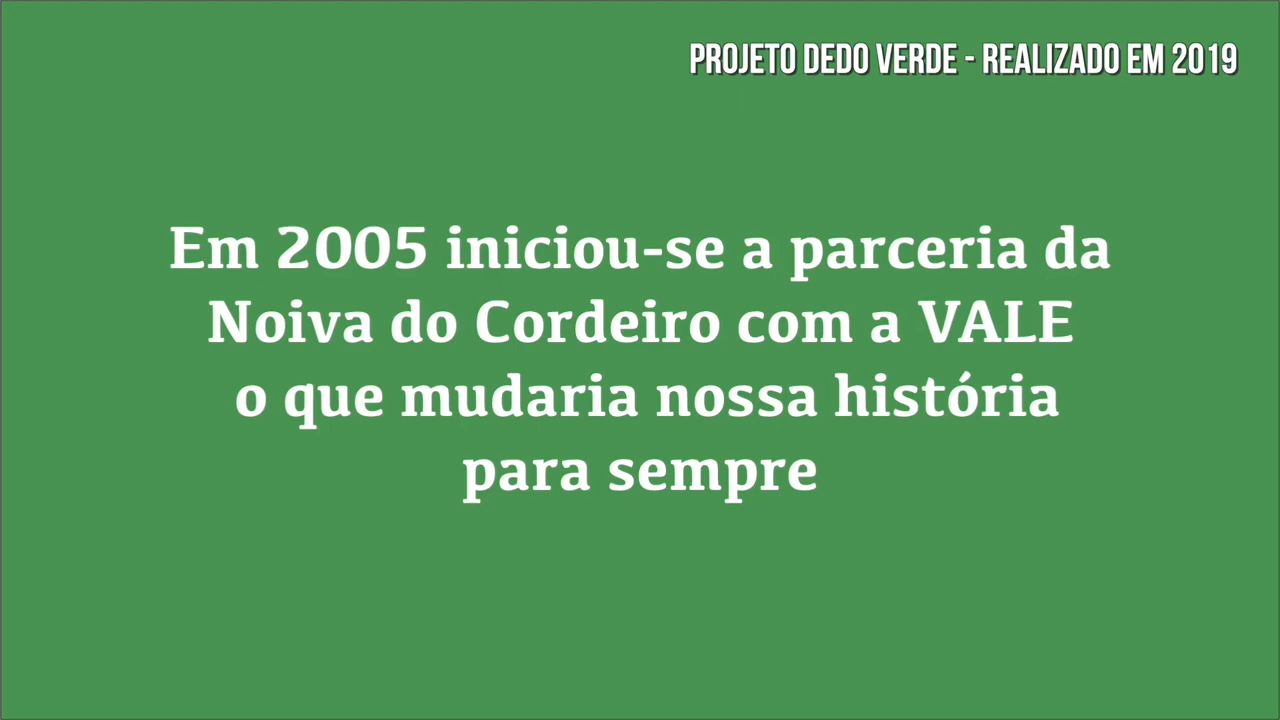 PROJETO DEDO VERDE - REALIZADO EM 2019
Em 2005 iniciou-se a parceria da
Noiva do Cordeiro com a VALE
o que mudaria nossa história
para sempre